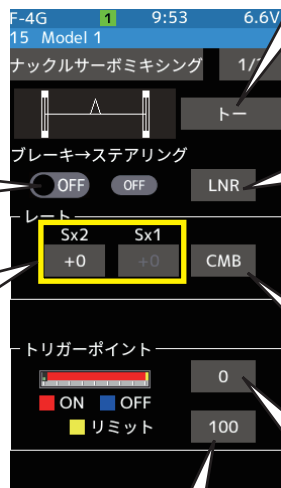 F-4G 1 9:53 6.6V
15 Model 1
ナックルサーボミキシング 1/
トー
ブレーキ→ステアリング
OFF OFF LNR
レート
Sx2 Sx1
+0 +0 CMB
トリガーポイント
0
ON OFF
リミット 100